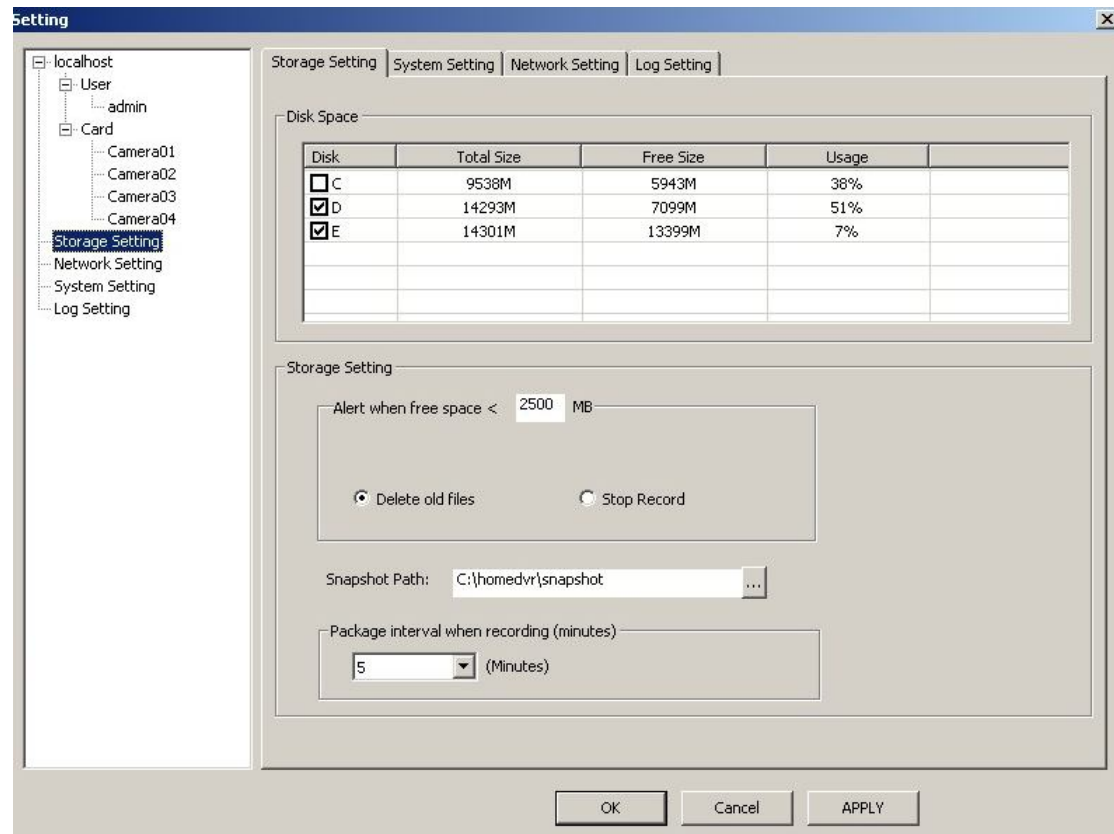 Setting
localhost
User
admin
Card
Camera01
Camera02
Camera03
Camera04
Storage Setting
Network Setting
System Setting
Log Setting
Storage Setting System Setting Network Setting Log Setting
Disk Space
Disk Total Size Free Size Usage
C 9538M 5943M 38%
D 14293M 7099M 51%
E 14301M 13399M 7%
Storage Setting
Alert when free space < 2500 MB
Delete old files Stop Record
Snapshot Path: C:\homedvr\snapshot ...
Package interval when recording (minutes)
5 (Minutes)
OK Cancel APPLY